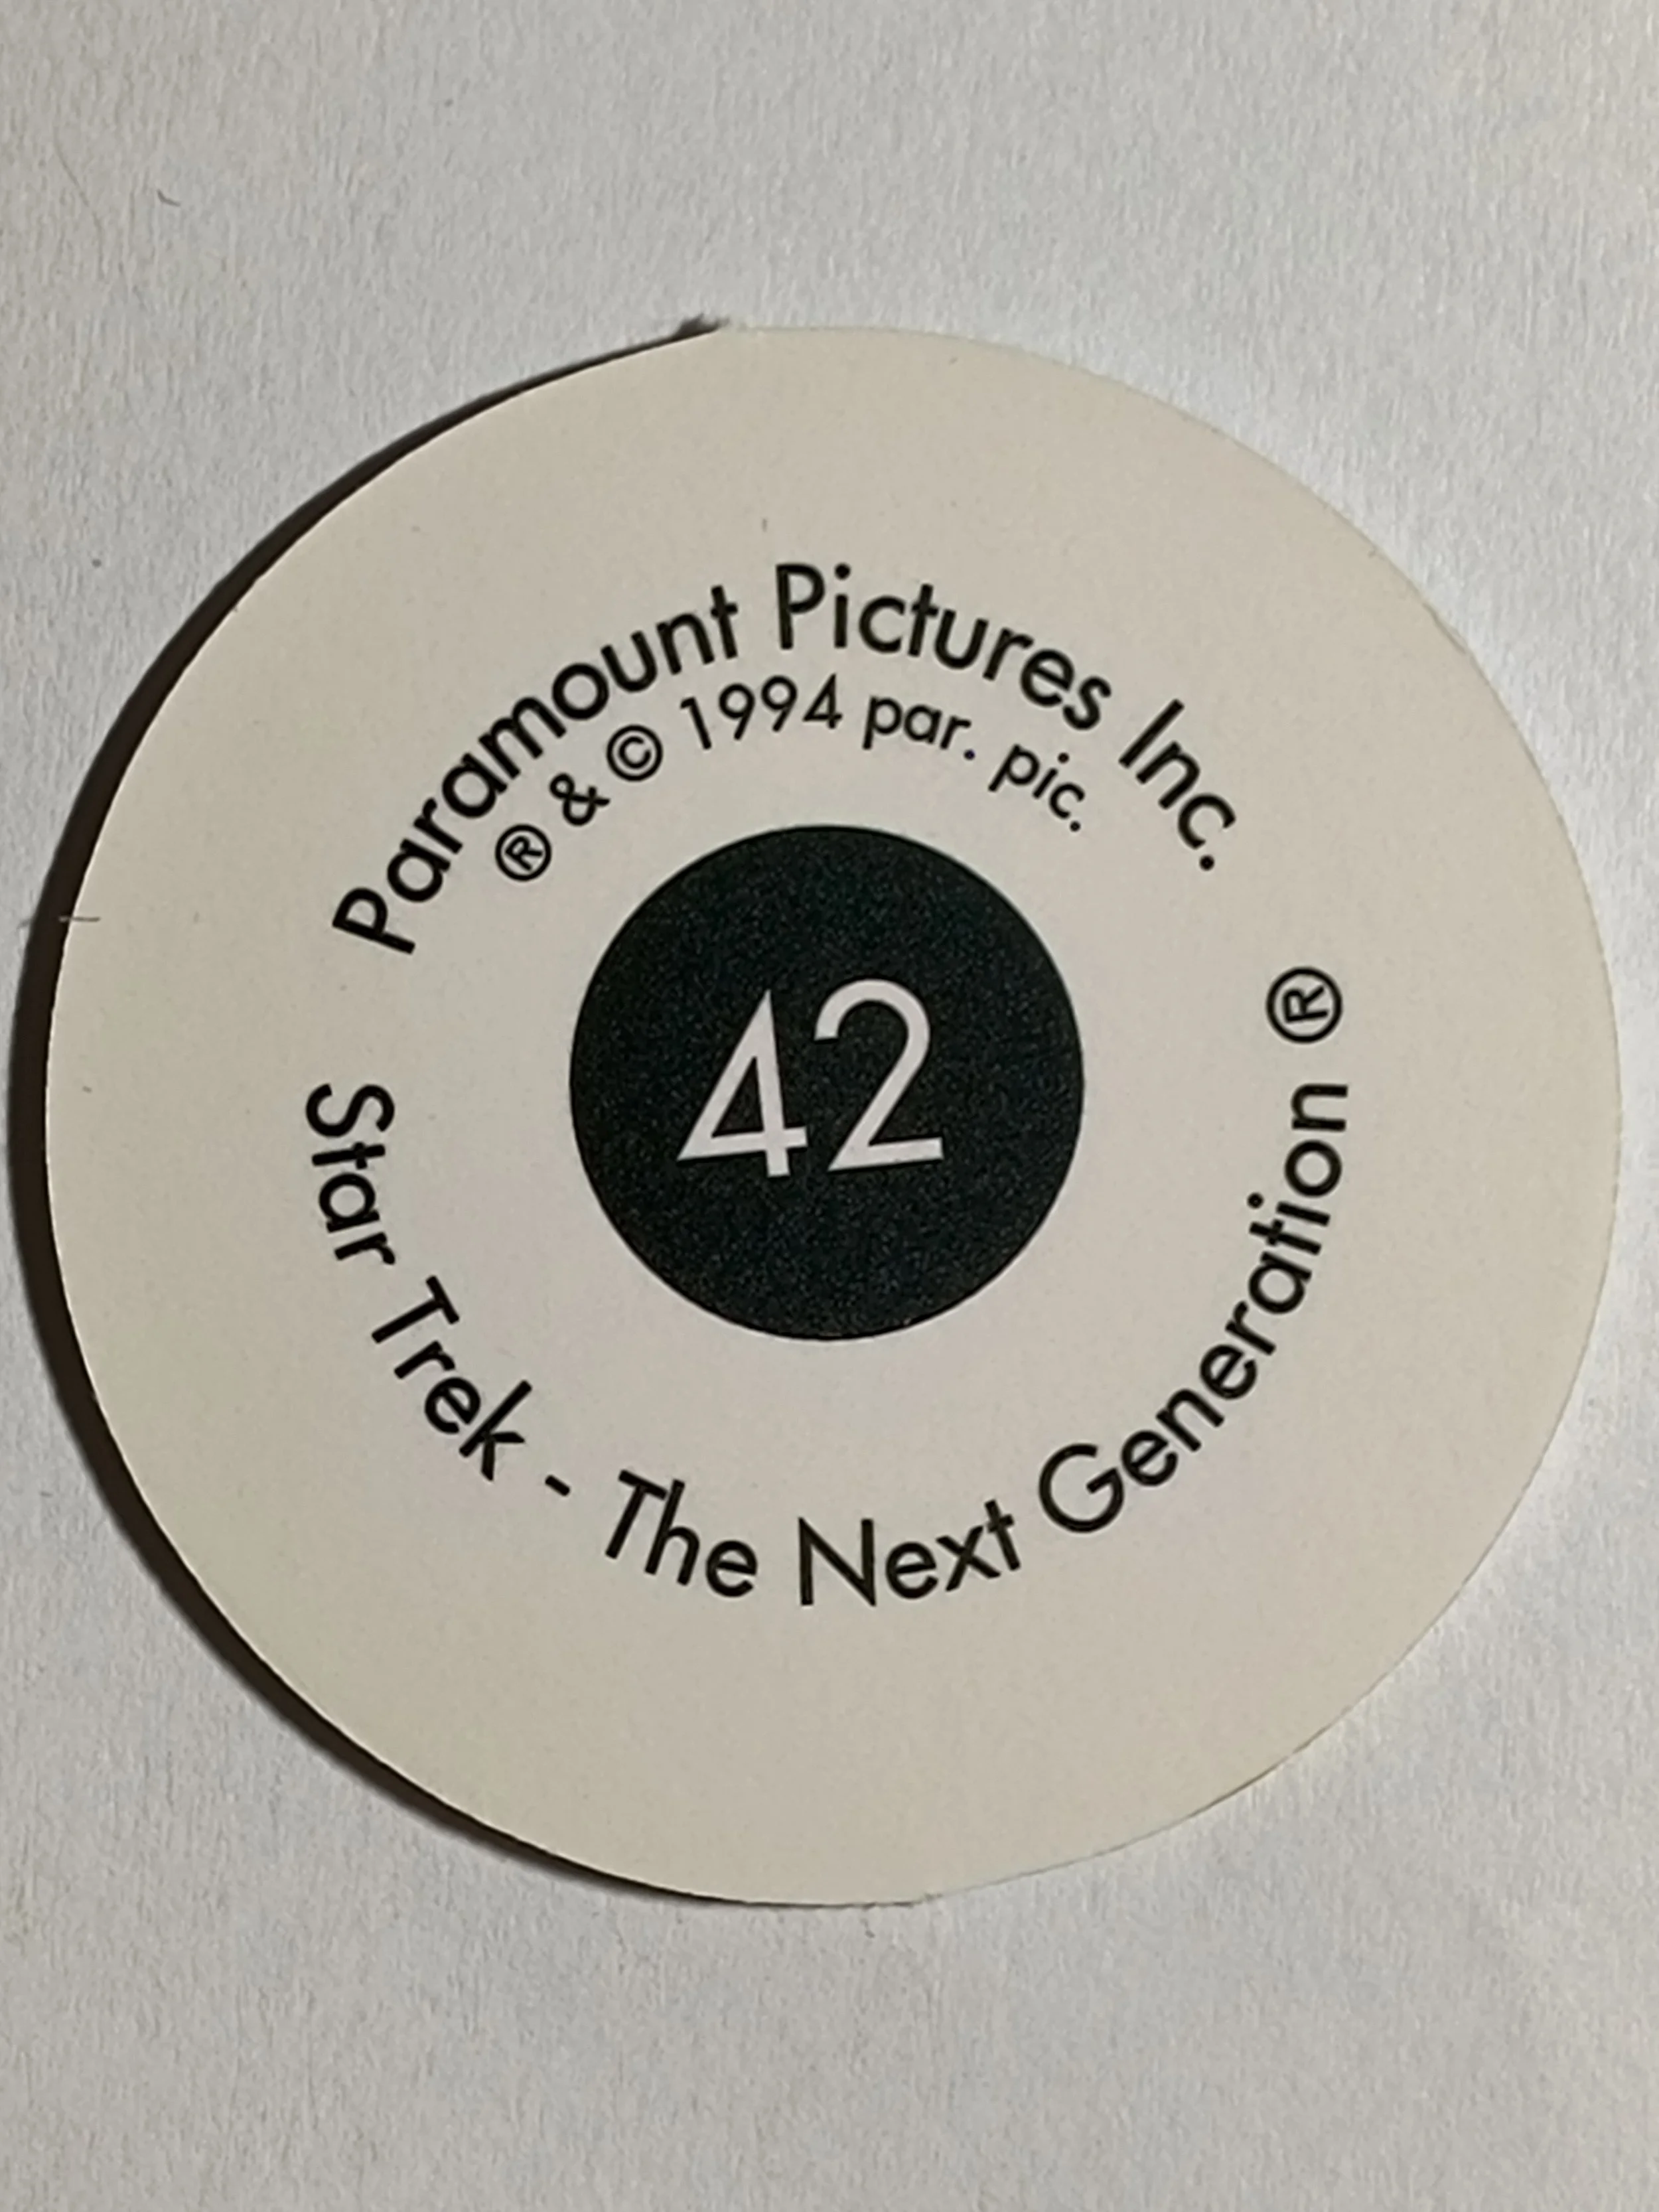 Paramount Pictures Inc.
® & © 1994 par. pic.
42
Star Trek - The Next Generation ®